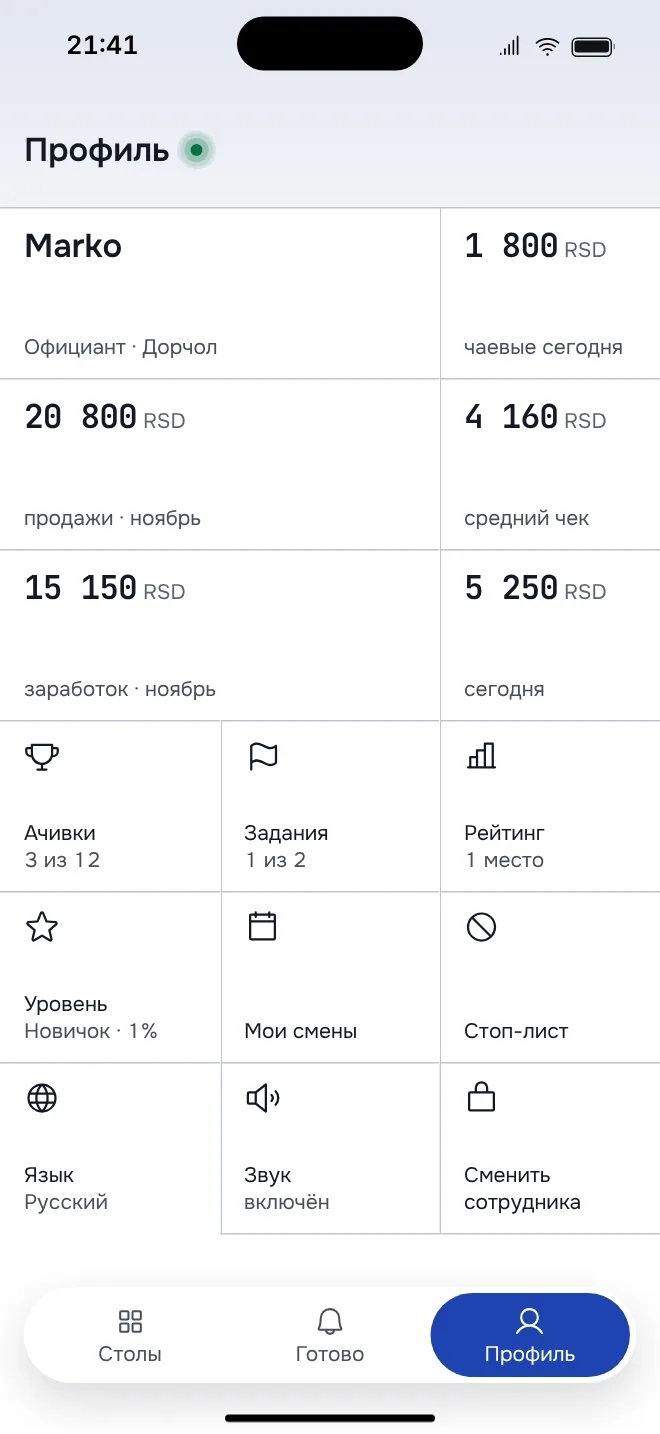 21:41
Профиль
Marko
1 800 RSD
Официант · Дорчол
чаевые сегодня
20 800 RSD
4 160 RSD
продажи · ноябрь
средний чек
15 150 RSD
5 250 RSD
заработок · ноябрь
сегодня
Ачивки
3 из 12
Задания
1 из 2
Рейтинг
1 место
Уровень
Новичок · 1%
Мои смены
Стоп-лист
Язык
Русский
Звук
включён
Сменить
сотрудника
Столы
Готово
Профиль